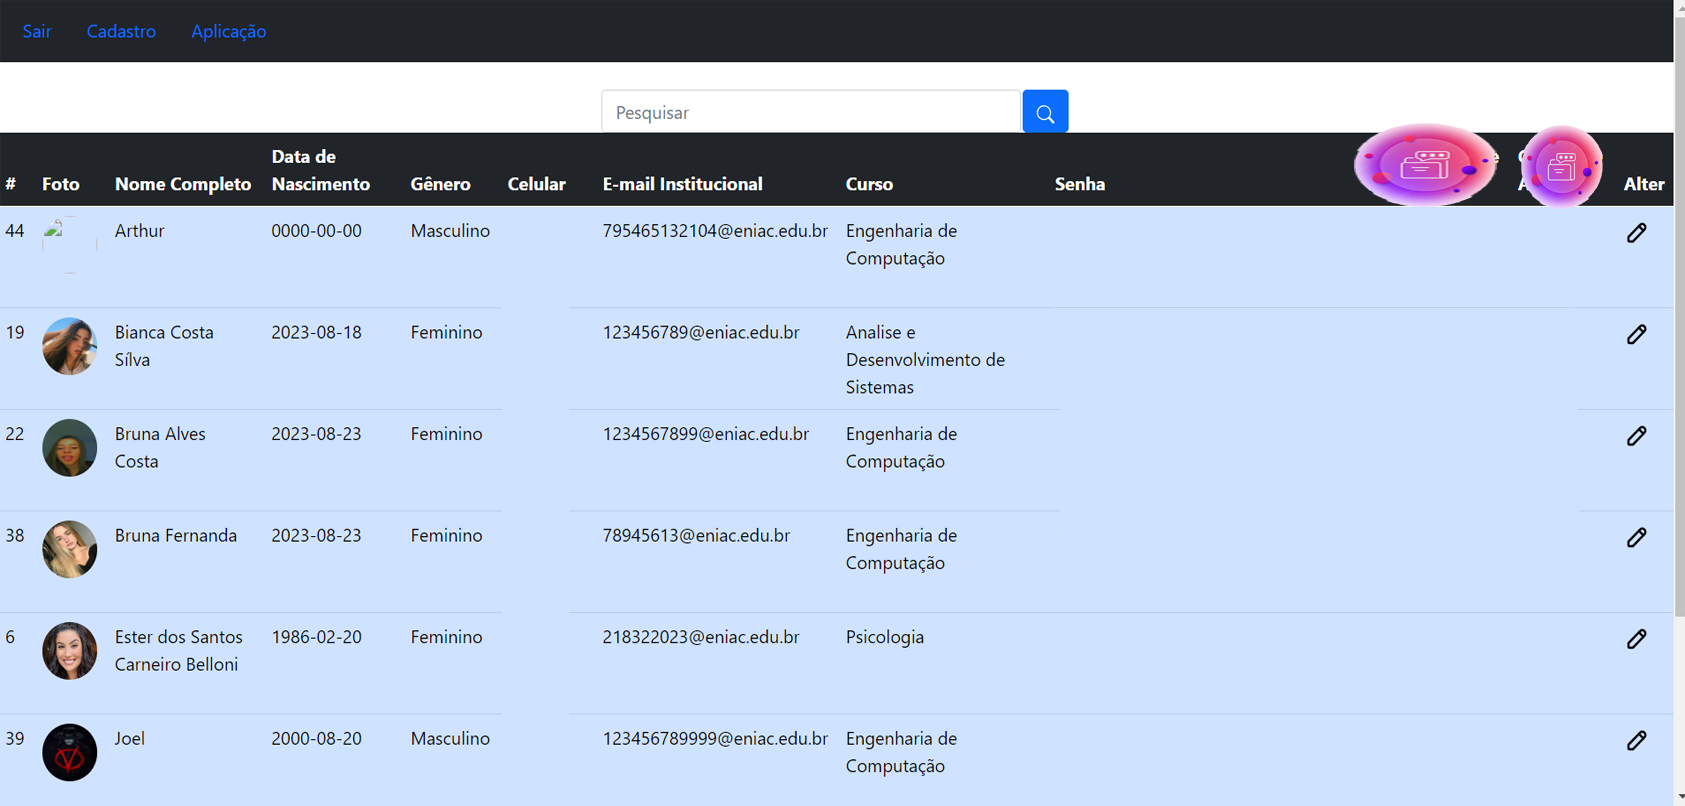 Sair Cadastro Aplicação
Pesquisar
# Foto Nome Completo Data de Nascimento Gênero Celular E-mail Institucional Curso Senha Alter
44 Arthur 0000-00-00 Masculino 795465132104@eniac.edu.br Engenharia de
Computação
19 Bianca Costa 2023-08-18 Feminino 123456789@eniac.edu.br Analise e
Sílva Desenvolvimento de
Sistemas
22 Bruna Alves 2023-08-23 Feminino 1234567899@eniac.edu.br Engenharia de
Costa Computação
38 Bruna Fernanda 2023-08-23 Feminino 78945613@eniac.edu.br Engenharia de
Computação
6 Ester dos Santos 1986-02-20 Feminino 218322023@eniac.edu.br Psicologia
Carneiro Belloni
39 Joel 2000-08-20 Masculino 123456789999@eniac.edu.br Engenharia de
Computação